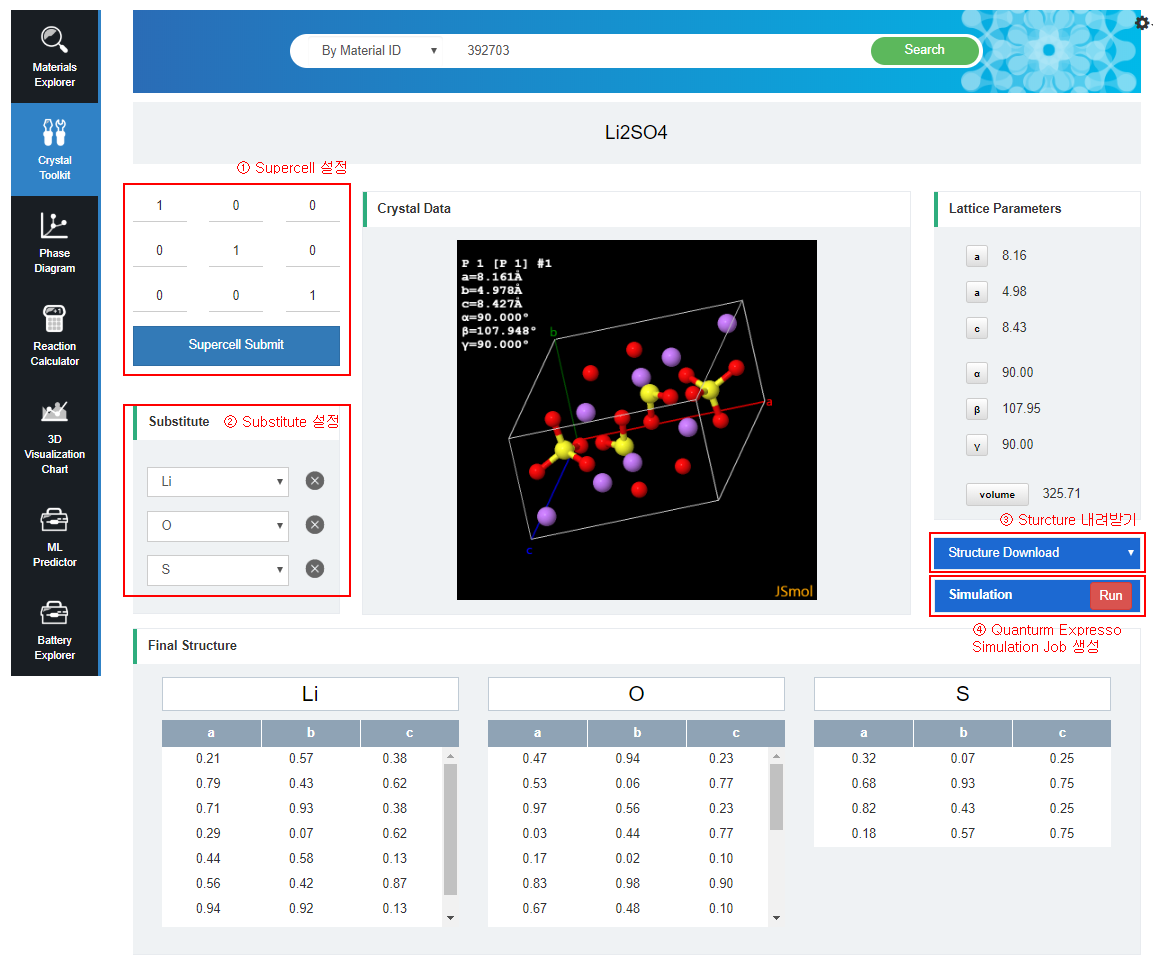 Materials
Explorer
Crystal
Toolkit
Phase
Diagram
Reaction
Calculator
3D
Visualization
Chart
ML
Predictor
Battery
Explorer
By Material ID ▼ 392703 Search
Li2SO4
① Supercell 설정
1 0 0
0 1 0
0 0 1
Supercell Submit
Substitute ② Substitute 설정
Li
O
S
Crystal Data
P 1 [P 1] #1
a=8.161Å
b=4.978Å
c=8.427Å
α=90.000°
β=107.948°
γ=90.000°
b
a
c
JSmol
Lattice Parameters
a 8.16
a 4.98
c 8.43
α 90.00
β 107.95
γ 90.00
volume 325.71
③ Sturcture 내려받기
Structure Download
Simulation Run
④ Quanturm Expresso
Simulation Job 생성
Final Structure
Li
a b c
0.21 0.57 0.38
0.79 0.43 0.62
0.71 0.93 0.38
0.29 0.07 0.62
0.44 0.58 0.13
0.56 0.42 0.87
0.94 0.92 0.13
O
a b c
0.47 0.94 0.23
0.53 0.06 0.77
0.97 0.56 0.23
0.03 0.44 0.77
0.17 0.02 0.10
0.83 0.98 0.90
0.67 0.48 0.10
S
a b c
0.32 0.07 0.25
0.68 0.93 0.75
0.82 0.43 0.25
0.18 0.57 0.75